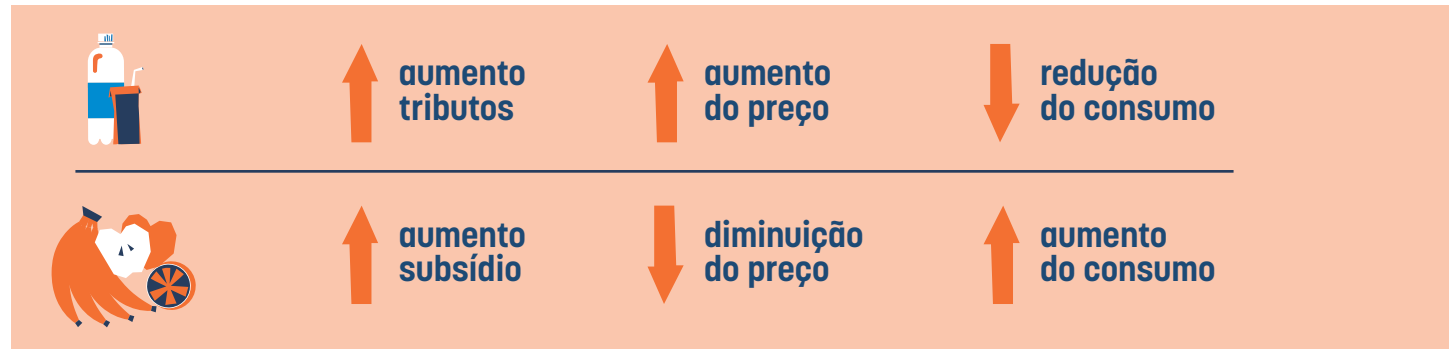 aumento
tributos
aumento
do preço
redução
do consumo
aumento
subsídio
diminuição
do preço
aumento
do consumo